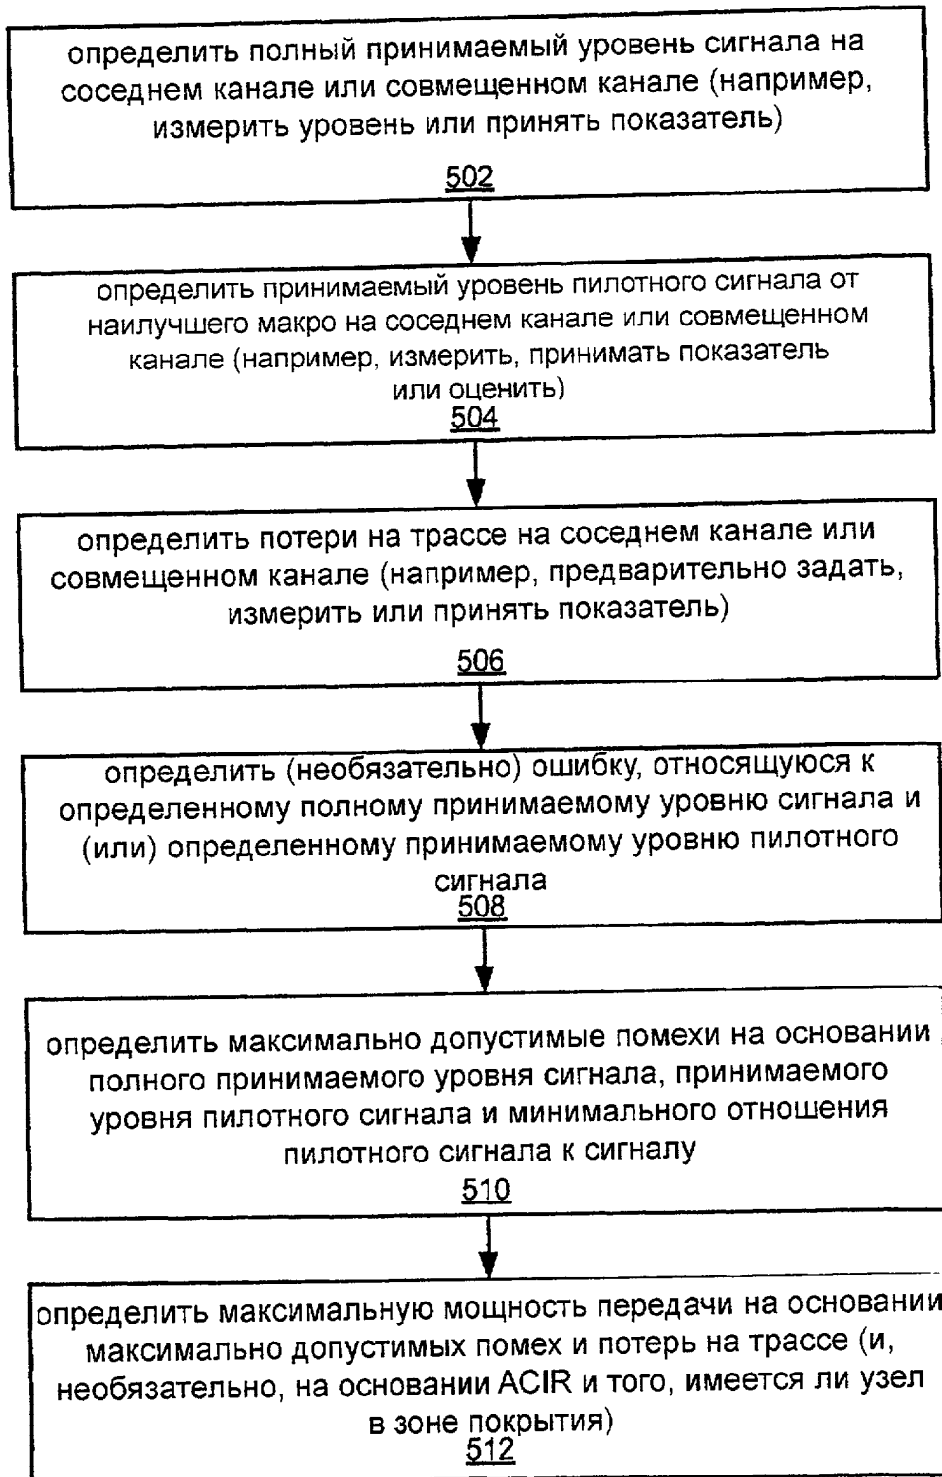 определить полный принимаемый уровень сигнала на
соседнем канале или совмещенном канале (например,
измерить уровень или принять показатель)
502
определить принимаемый уровень пилотного сигнала от
наилучшего макро на соседнем канале или совмещенном
канале (например, измерить, принимать показатель
или оценить)
504
определить потери на трассе на соседнем канале или
совмещенном канале (например, предварительно задать,
измерить или принять показатель)
506
определить (необязательно) ошибку, относящуюся к
определенному полному принимаемому уровню сигнала и
(или) определенному принимаемому уровню пилотного
сигнала
508
определить максимально допустимые помехи на основании
полного принимаемого уровня сигнала, принимаемого
уровня пилотного сигнала и минимального отношения
пилотного сигнала к сигналу
510
определить максимальную мощность передачи на основании
максимально допустимых помех и потерь на трассе (и,
необязательно, на основании ACIR и того, имеется ли узел
в зоне покрытия)
512